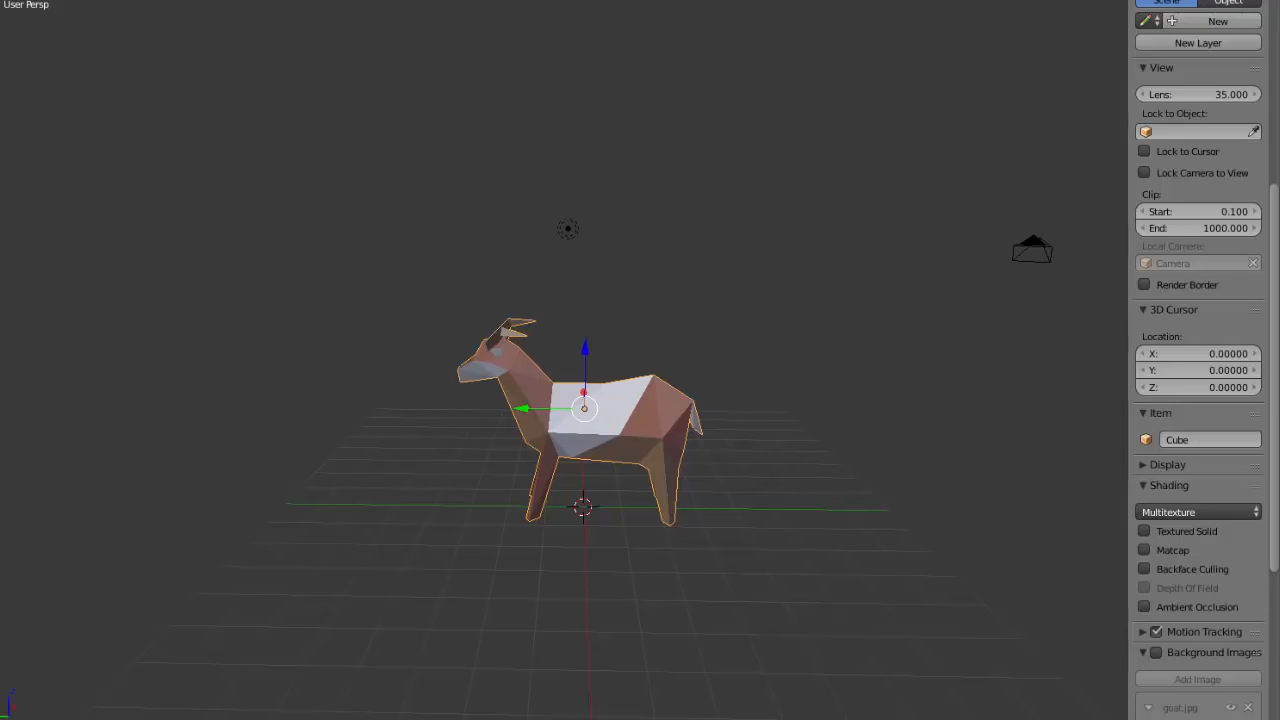 User Persp
Scene Object
New
New Layer
View
Lens: 35.000
Lock to Object:
Lock to Cursor
Lock Camera to View
Clip:
Start: 0.100
End: 1000.000
Local Camera:
Camera
Render Border
3D Cursor
Location:
X: 0.00000
Y: 0.00000
Z: 0.00000
Item
Cube
Display
Shading
Multitexture
Textured Solid
Matcap
Backface Culling
Depth Of Field
Ambient Occlusion
Motion Tracking
Background Images
Add Image
goat.jpg
z